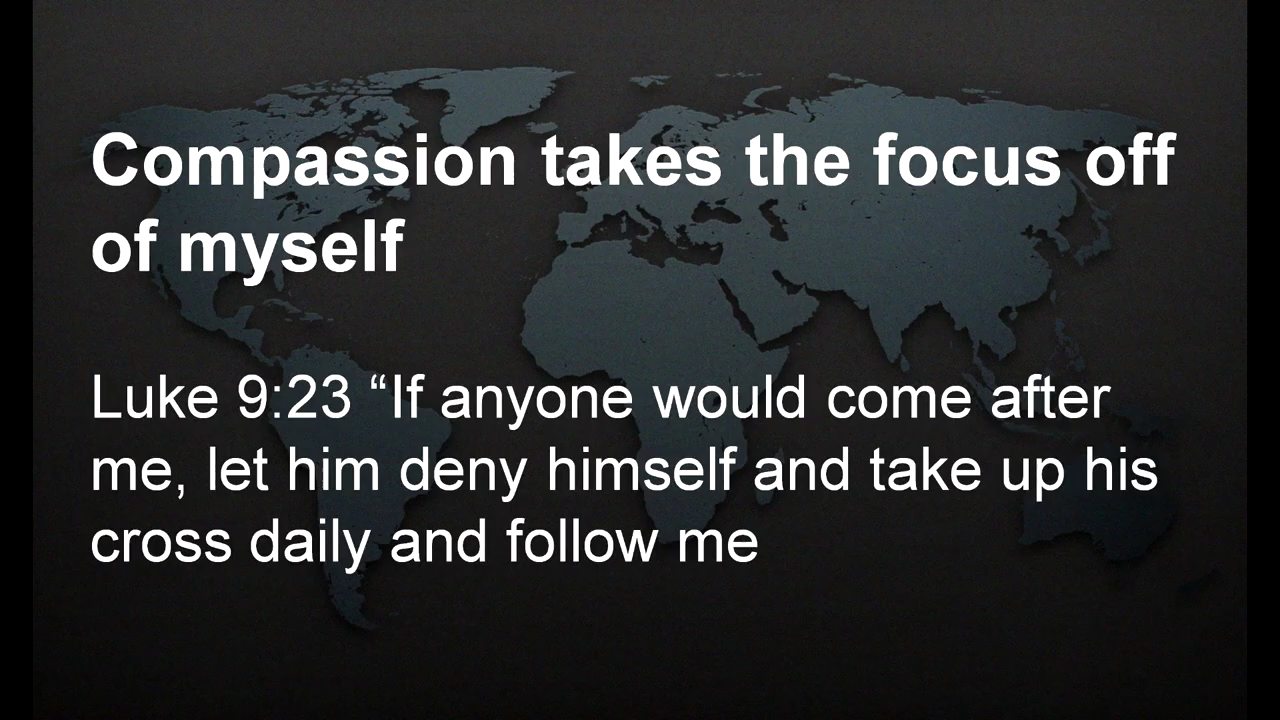 Compassion takes the focus off
of myself
Luke 9:23 “If anyone would come after
me, let him deny himself and take up his
cross daily and follow me